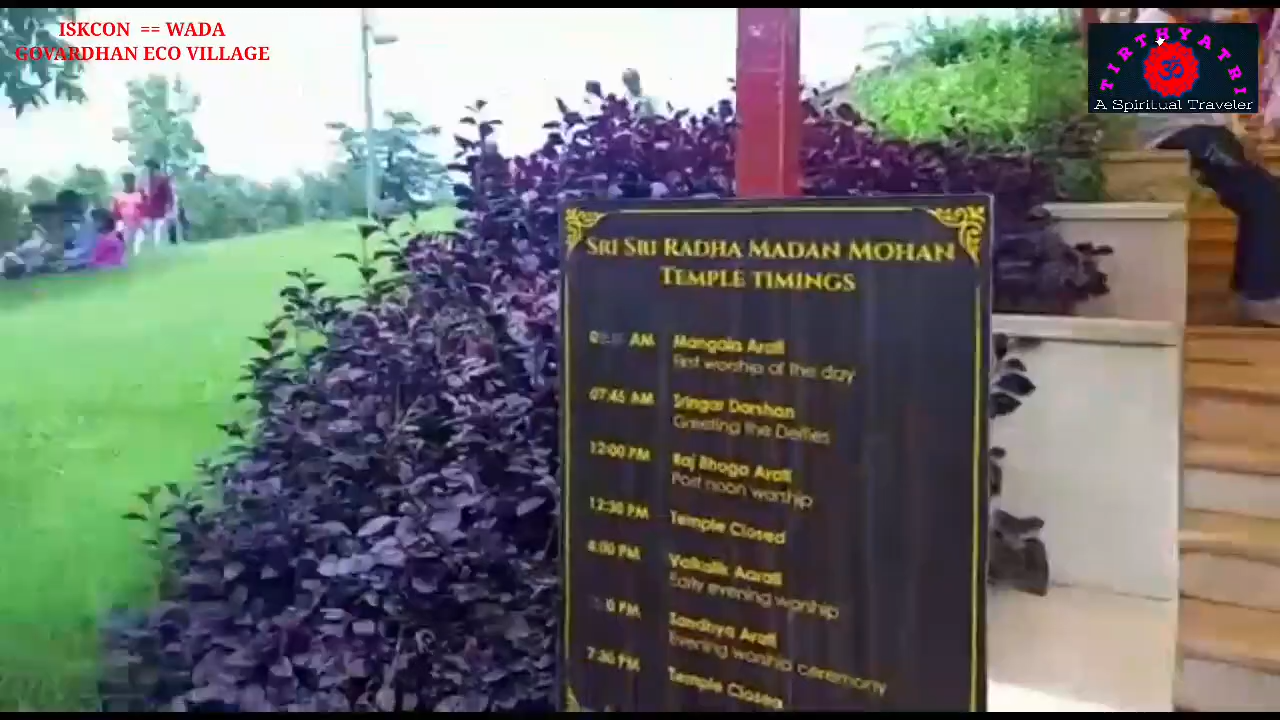 ISKCON == WADA
GOVARDHAN ECO VILLAGE
TIRTHYATRI
ॐ
A Spiritual Traveler
SRI SRI RADHA MADAN MOHAN
TEMPLE TIMINGS
AM Mangala Arati
First worship of the day
07:45 AM Sringar Darshan
Greeting the Deities
12:00 PM Raj Bhoga Arati
Post noon worship
12:30 PM Temple Closed
4:00 PM Vaikalik Aarati
Early evening worship
PM Sandhya Arati
Evening worship ceremony
7:30 PM Temple Closed